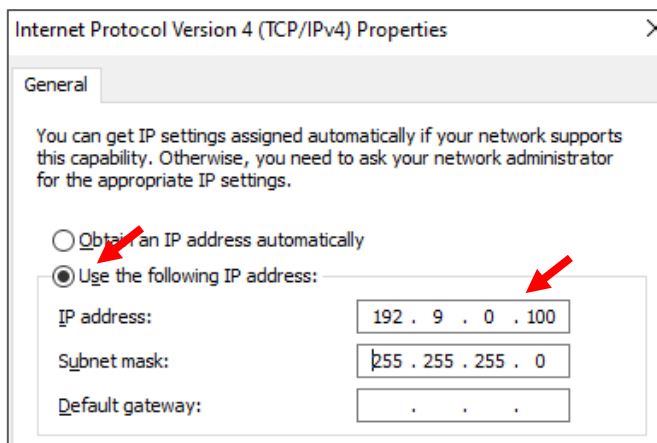 Internet Protocol Version 4 (TCP/IPv4) Properties
General
You can get IP settings assigned automatically if your network supports
this capability. Otherwise, you need to ask your network administrator
for the appropriate IP settings.
Obtain an IP address automatically
Use the following IP address:
IP address: 192 . 9 . 0 . 100
Subnet mask: 255 . 255 . 255 . 0
Default gateway: . . .